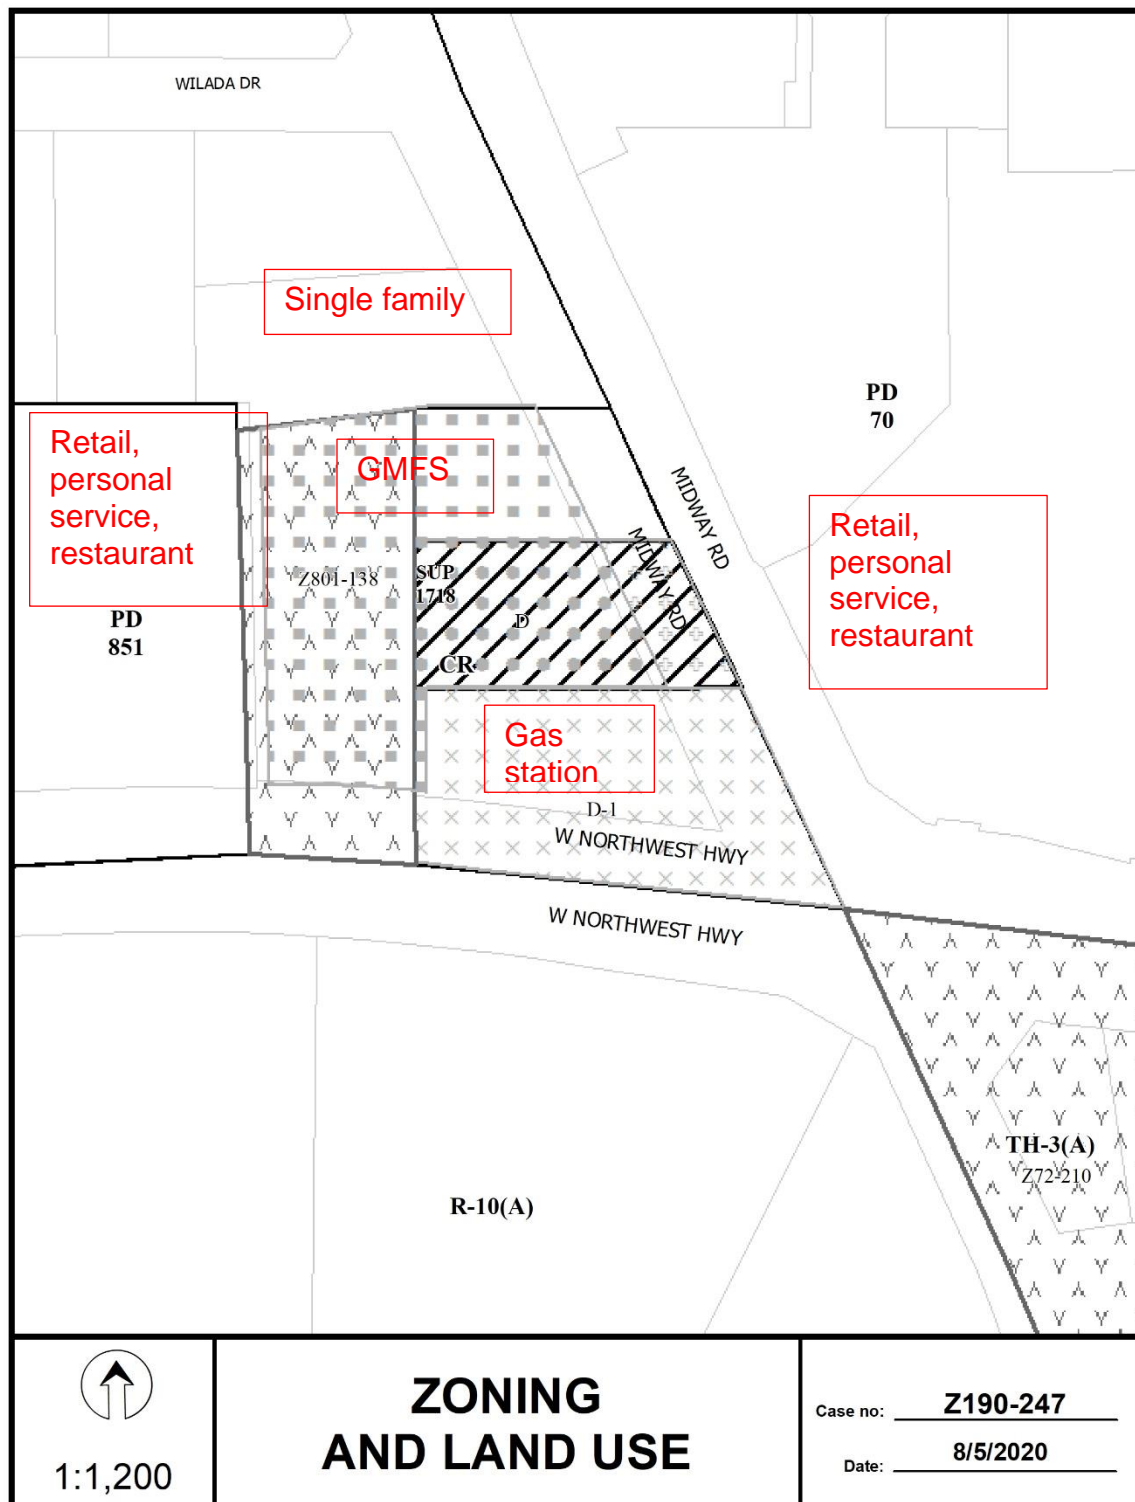 WILADA DR
Single family
PD
70
Retail,
personal
service,
restaurant
GMFS
MIDWAY RD
MIDWAY RD
Retail,
personal
service,
restaurant
Z801-138
SUP
1718
D
CR
PD
851
Gas
station
D-1
W NORTHWEST HWY
W NORTHWEST HWY
TH-3(A)
Z72-210
R-10(A)
1:1,200
ZONING
AND LAND USE
Case no: Z190-247
Date: 8/5/2020